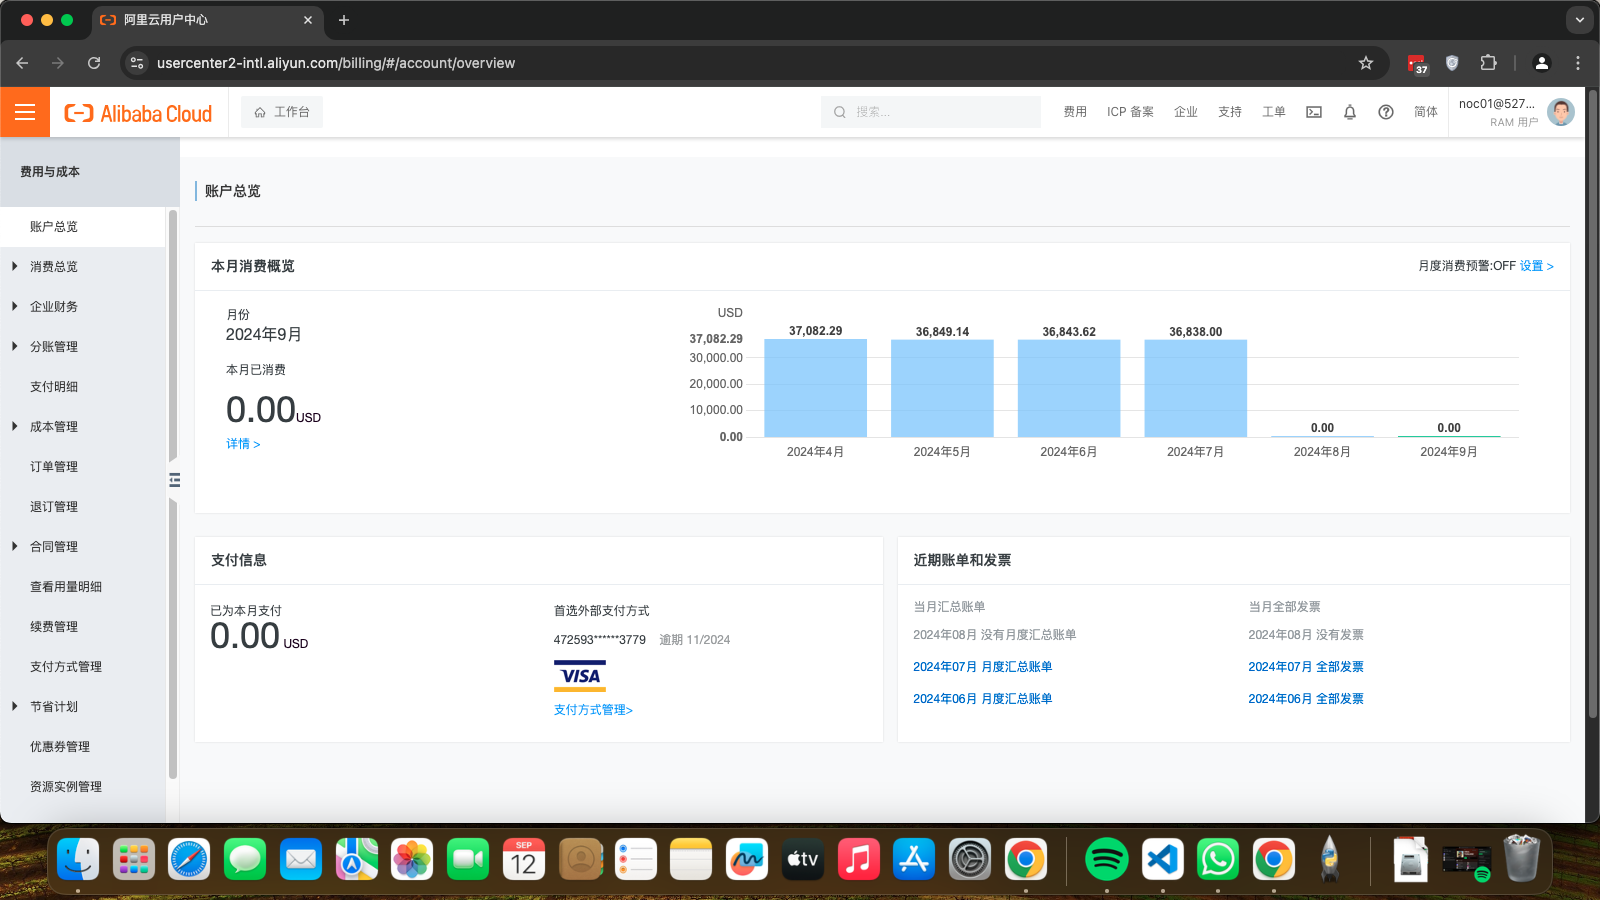 阿里云用户中心
usercenter2-intl.aliyun.com/billing/#/account/overview
37
Alibaba Cloud
工作台
搜索...
费用
ICP 备案
企业
支持
工单
简体
noc01@527...
RAM 用户
费用与成本
账户总览
消费总览
企业财务
分账管理
支付明细
成本管理
订单管理
退订管理
合同管理
查看用量明细
续费管理
支付方式管理
节省计划
优惠券管理
资源实例管理
账户总览
本月消费概览
月度消费预警:OFF 设置 >
月份
2024年9月
本月已消费
0.00USD
详情 >
USD
37,082.29
30,000.00
20,000.00
10,000.00
0.00
37,082.29
36,849.14
36,843.62
36,838.00
0.00
0.00
2024年4月
2024年5月
2024年6月
2024年7月
2024年8月
2024年9月
支付信息
已为本月支付
0.00 USD
首选外部支付方式
472593******3779 逾期 11/2024
VISA
支付方式管理>
近期账单和发票
当月汇总账单
2024年08月 没有月度汇总账单
2024年07月 月度汇总账单
2024年06月 月度汇总账单
当月全部发票
2024年08月 没有发票
2024年07月 全部发票
2024年06月 全部发票
SEP
12
tv